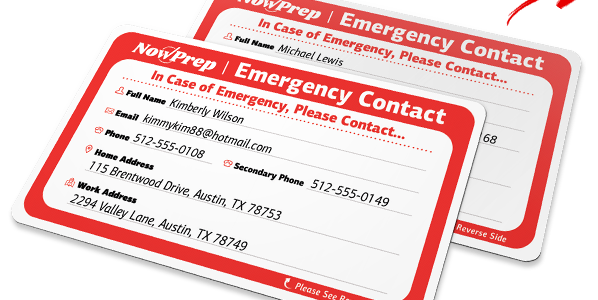 NowPrep | Emergency Contact
In Case of Emergency, Please Contact...
Full Name Michael Lewis
68
Reverse Side
NowPrep | Emergency Contact
In Case of Emergency, Please Contact...
Full Name Kimberly Wilson
Email kimmykim88@hotmail.com
Phone 512-555-0108 Secondary Phone 512-555-0149
Home Address
115 Brentwood Drive, Austin, TX 78753
Work Address
2294 Valley Lane, Austin, TX 78749
Please See Re